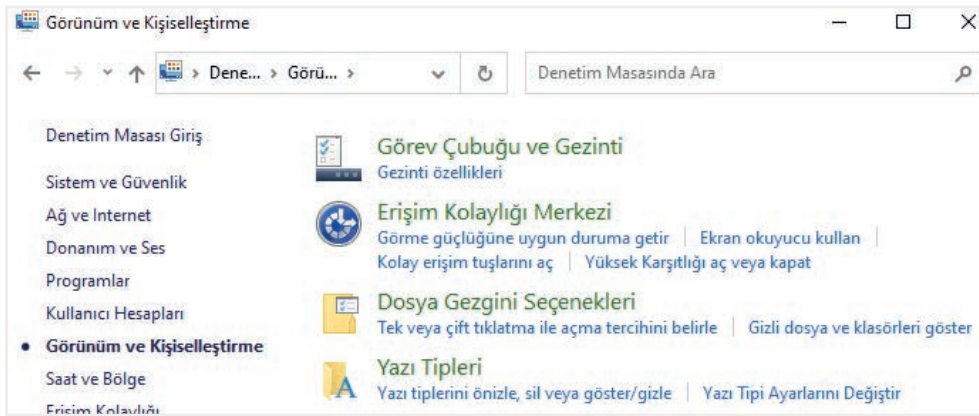 Görünüm ve Kişiselleştirme
Dene... › Görü... ›
Denetim Masasında Ara
Denetim Masası Giriş
Sistem ve Güvenlik
Ağ ve Internet
Donanım ve Ses
Programlar
Kullanıcı Hesapları
Görünüm ve Kişiselleştirme
Saat ve Bölge
Erişim Kolaylığı
Görev Çubuğu ve Gezinti
Gezinti özellikleri
Erişim Kolaylığı Merkezi
Görme güçlüğüne uygun duruma getir | Ekran okuyucu kullan |
Kolay erişim tuşlarını aç | Yüksek Karşıtlığı aç veya kapat
Dosya Gezgini Seçenekleri
Tek veya çift tıklatma ile açma tercihini belirle | Gizli dosya ve klasörleri göster
Yazı Tipleri
Yazı tiplerini önizle, sil veya göster/gizle | Yazı Tipi Ayarlarını Değiştir